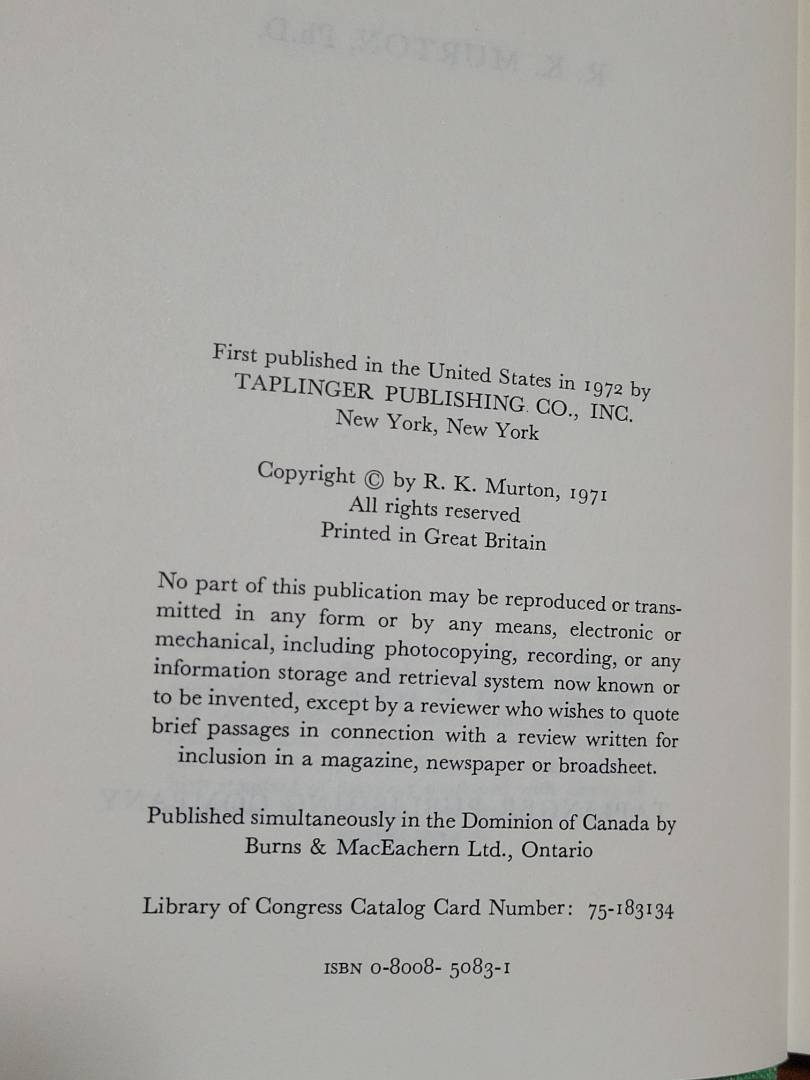 R. K. MURTON, Ph.D.
First published in the United States in 1972 by
TAPLINGER PUBLISHING CO., INC.
New York, New York
Copyright © by R. K. Murton, 1971
All rights reserved
Printed in Great Britain
No part of this publication may be reproduced or trans-
mitted in any form or by any means, electronic or
mechanical, including photocopying, recording, or any
information storage and retrieval system now known or
to be invented, except by a reviewer who wishes to quote
brief passages in connection with a review written for
inclusion in a magazine, newspaper or broadsheet.
Published simultaneously in the Dominion of Canada by
Burns & MacEachern Ltd., Ontario
Library of Congress Catalog Card Number: 75-183134
ISBN 0-8008- 5083-1